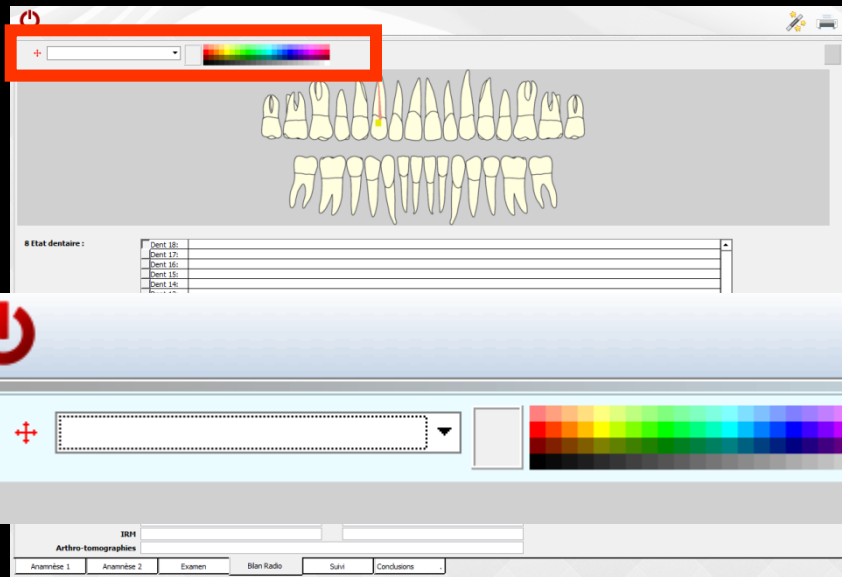 8 Etat dentaire :
Dent 18:
Dent 17:
Dent 16:
Dent 15:
Dent 14:
IRM
Arthro-tomographies
Anamnèse 1 Anamnèse 2 Examen Bilan Radio Suivi Conclusions .